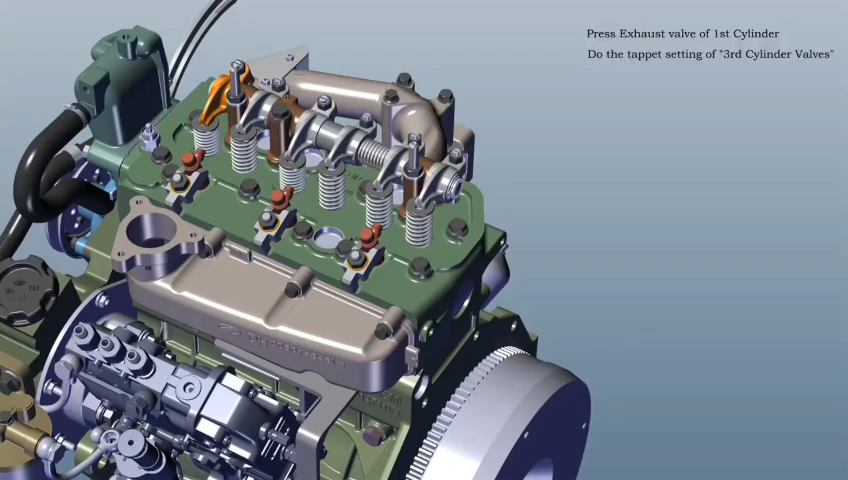 Press Exhaust valve of 1st Cylinder
Do the tappet setting of "3rd Cylinder Valves"